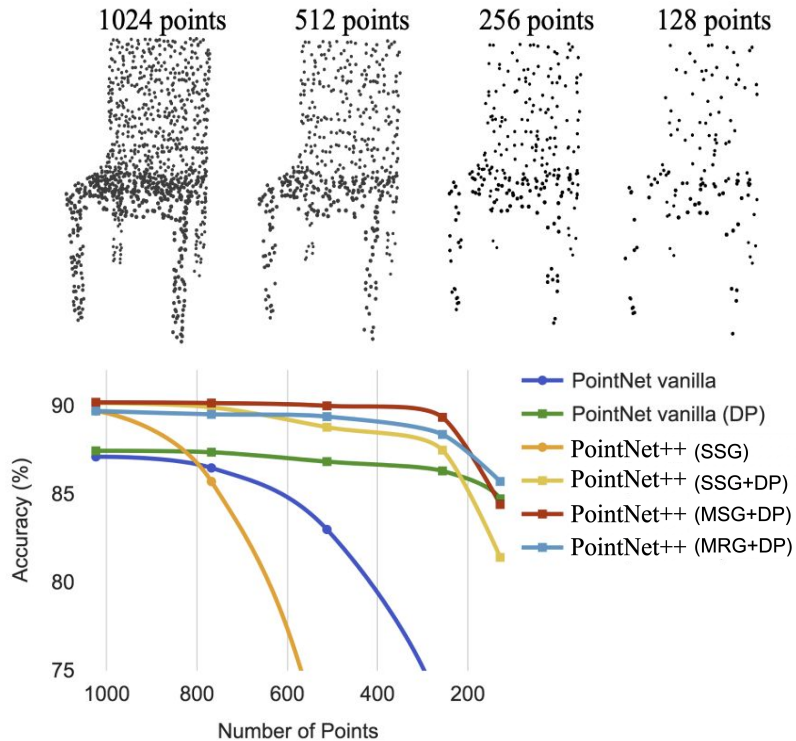 1024 points
512 points
256 points
128 points
PointNet vanilla
PointNet vanilla (DP)
PointNet++ (SSG)
PointNet++ (SSG+DP)
PointNet++ (MSG+DP)
PointNet++ (MRG+DP)
Accuracy (%)
90
85
80
75
1000
800
600
400
200
Number of Points